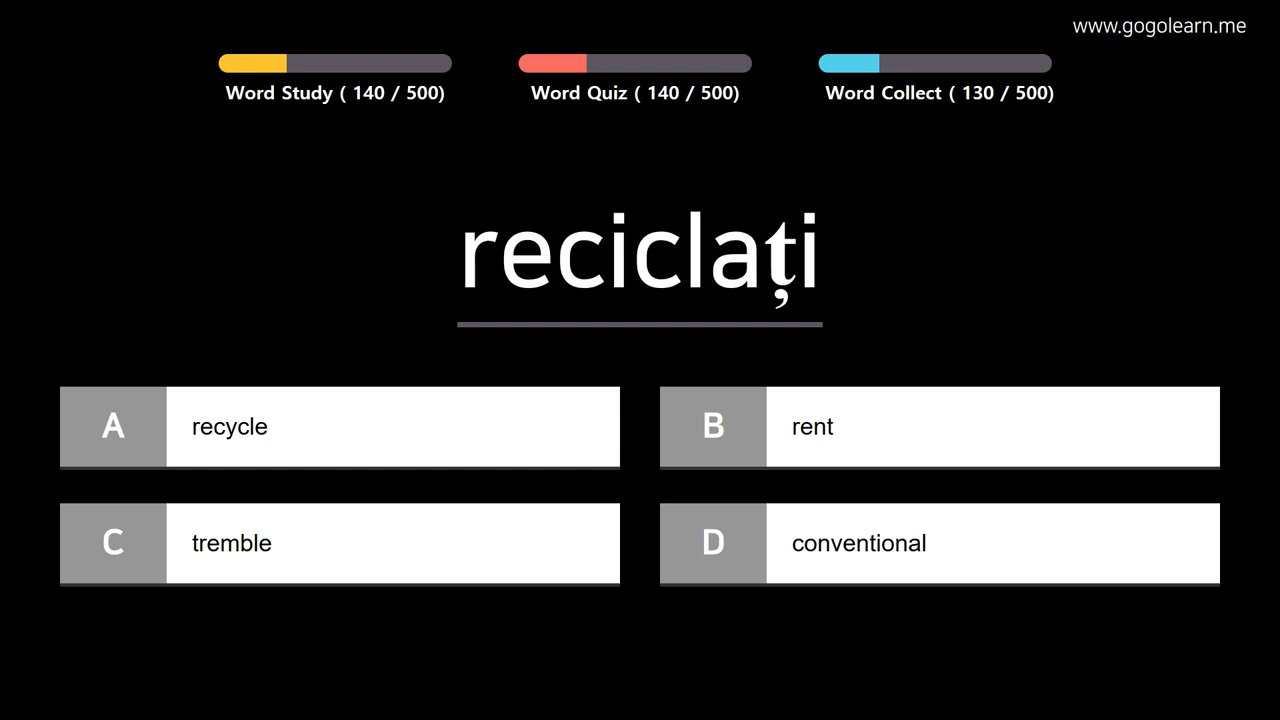 www.gogolearn.me
Word Study ( 140 / 500)
Word Quiz ( 140 / 500)
Word Collect ( 130 / 500)
reciclați
A recycle
B rent
C tremble
D conventional